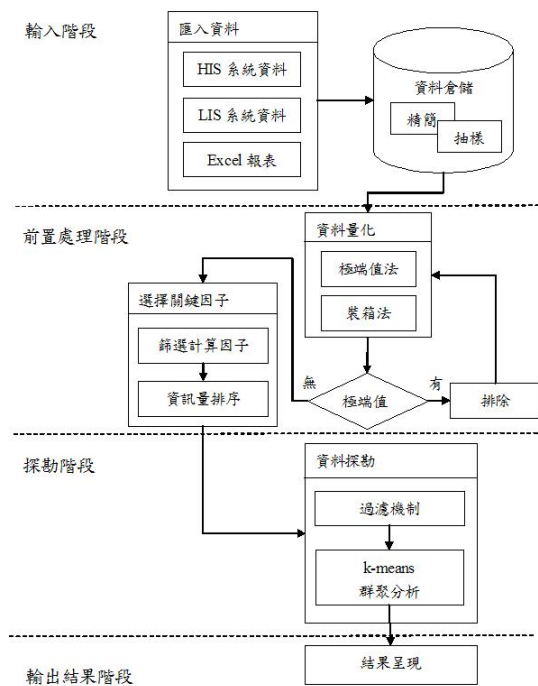 輸入階段
匯入資料
HIS 系統資料
LIS 系統資料
Excel 報表
資料倉儲
精簡
抽樣
前置處理階段
資料量化
極端值法
裝箱法
選擇關鍵因子
篩選計算因子
資訊量排序
無
極端值
有
排除
探勘階段
資料探勘
過濾機制
k-means
群聚分析
輸出結果階段
結果呈現